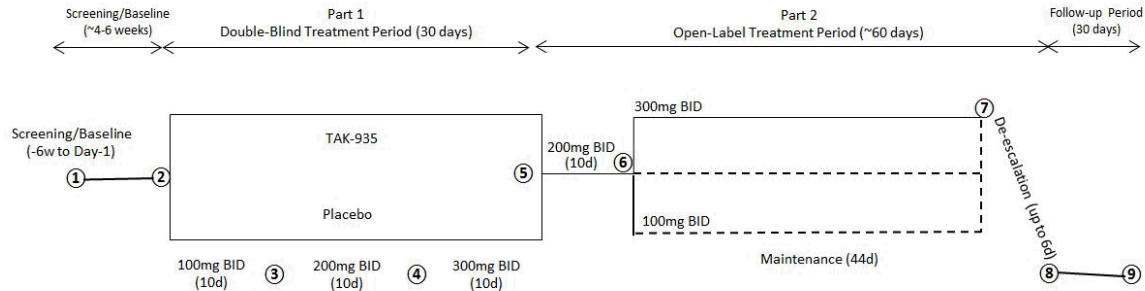 Screening/Baseline
(~4-6 weeks)
Part 1
Double-Blind Treatment Period (30 days)
Part 2
Open-Label Treatment Period (~60 days)
Follow-up Period
(30 days)
Screening/Baseline
(-6w to Day-1)
1
2
TAK-935
Placebo
5
100mg BID
(10d)
3
200mg BID
(10d)
4
300mg BID
(10d)
200mg BID
(10d)
6
300mg BID
100mg BID
Maintenance (44d)
7
De-escalation (up to 6d)
8
9